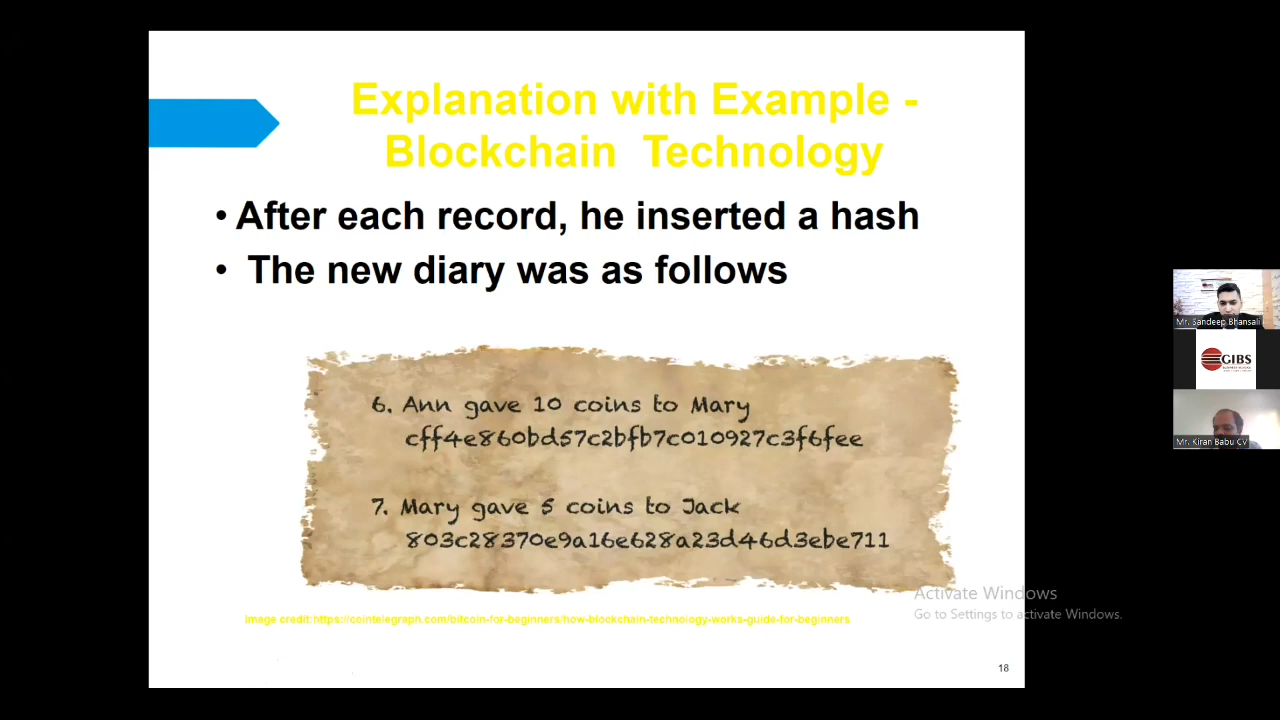 Explanation with Example -
Blockchain Technology
• After each record, he inserted a hash
• The new diary was as follows
6. Ann gave 10 coins to Mary
cff4e860bd57c2bfb7c010927c3f6fee
7. Mary gave 5 coins to Jack
803c28370e9a16e628a23d46d3ebe711
Image credit:https://cointelegraph.com/bitcoin-for-beginners/how-blockchain-technology-works-guide-for-beginners
18
Activate Windows
Go to Settings to activate Windows.
Mr. Sandeep Bhansali
GIBS
Mr. Kiran Babu CV